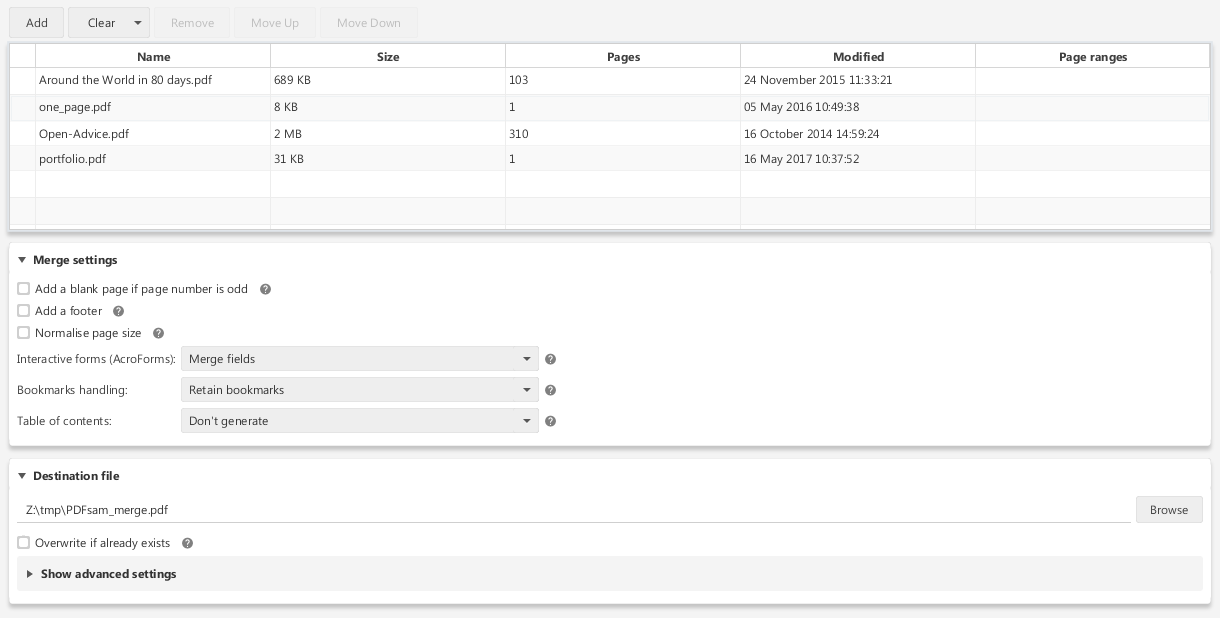 Add Clear Remove Move Up Move Down
Name Size Pages Modified Page ranges
Around the World in 80 days.pdf 689 KB 103 24 November 2015 11:33:21
one_page.pdf 8 KB 1 05 May 2016 10:49:38
Open-Advice.pdf 2 MB 310 16 October 2014 14:59:24
portfolio.pdf 31 KB 1 16 May 2017 10:37:52
Merge settings
Add a blank page if page number is odd ?
Add a footer ?
Normalise page size ?
Interactive forms (AcroForms): Merge fields ?
Bookmarks handling: Retain bookmarks ?
Table of contents: Don't generate ?
Destination file
Z:\tmp\PDFsam_merge.pdf Browse
Overwrite if already exists ?
Show advanced settings